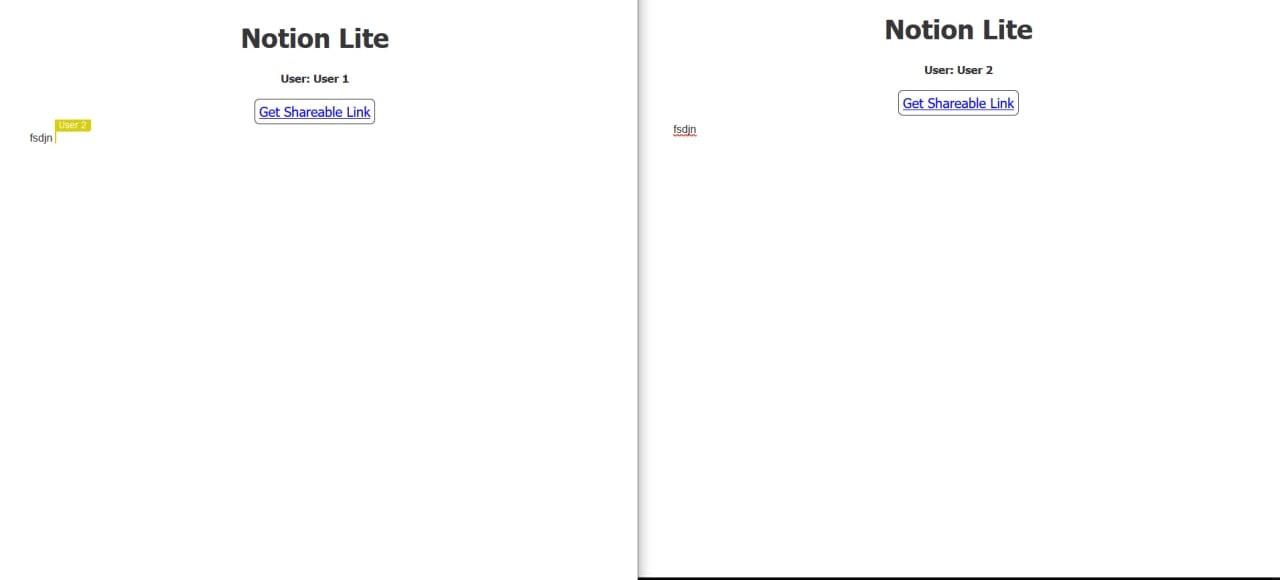 Notion Lite
User: User 1
Get Shareable Link
User 2
fsdjn
Notion Lite
User: User 2
Get Shareable Link
fsdjn